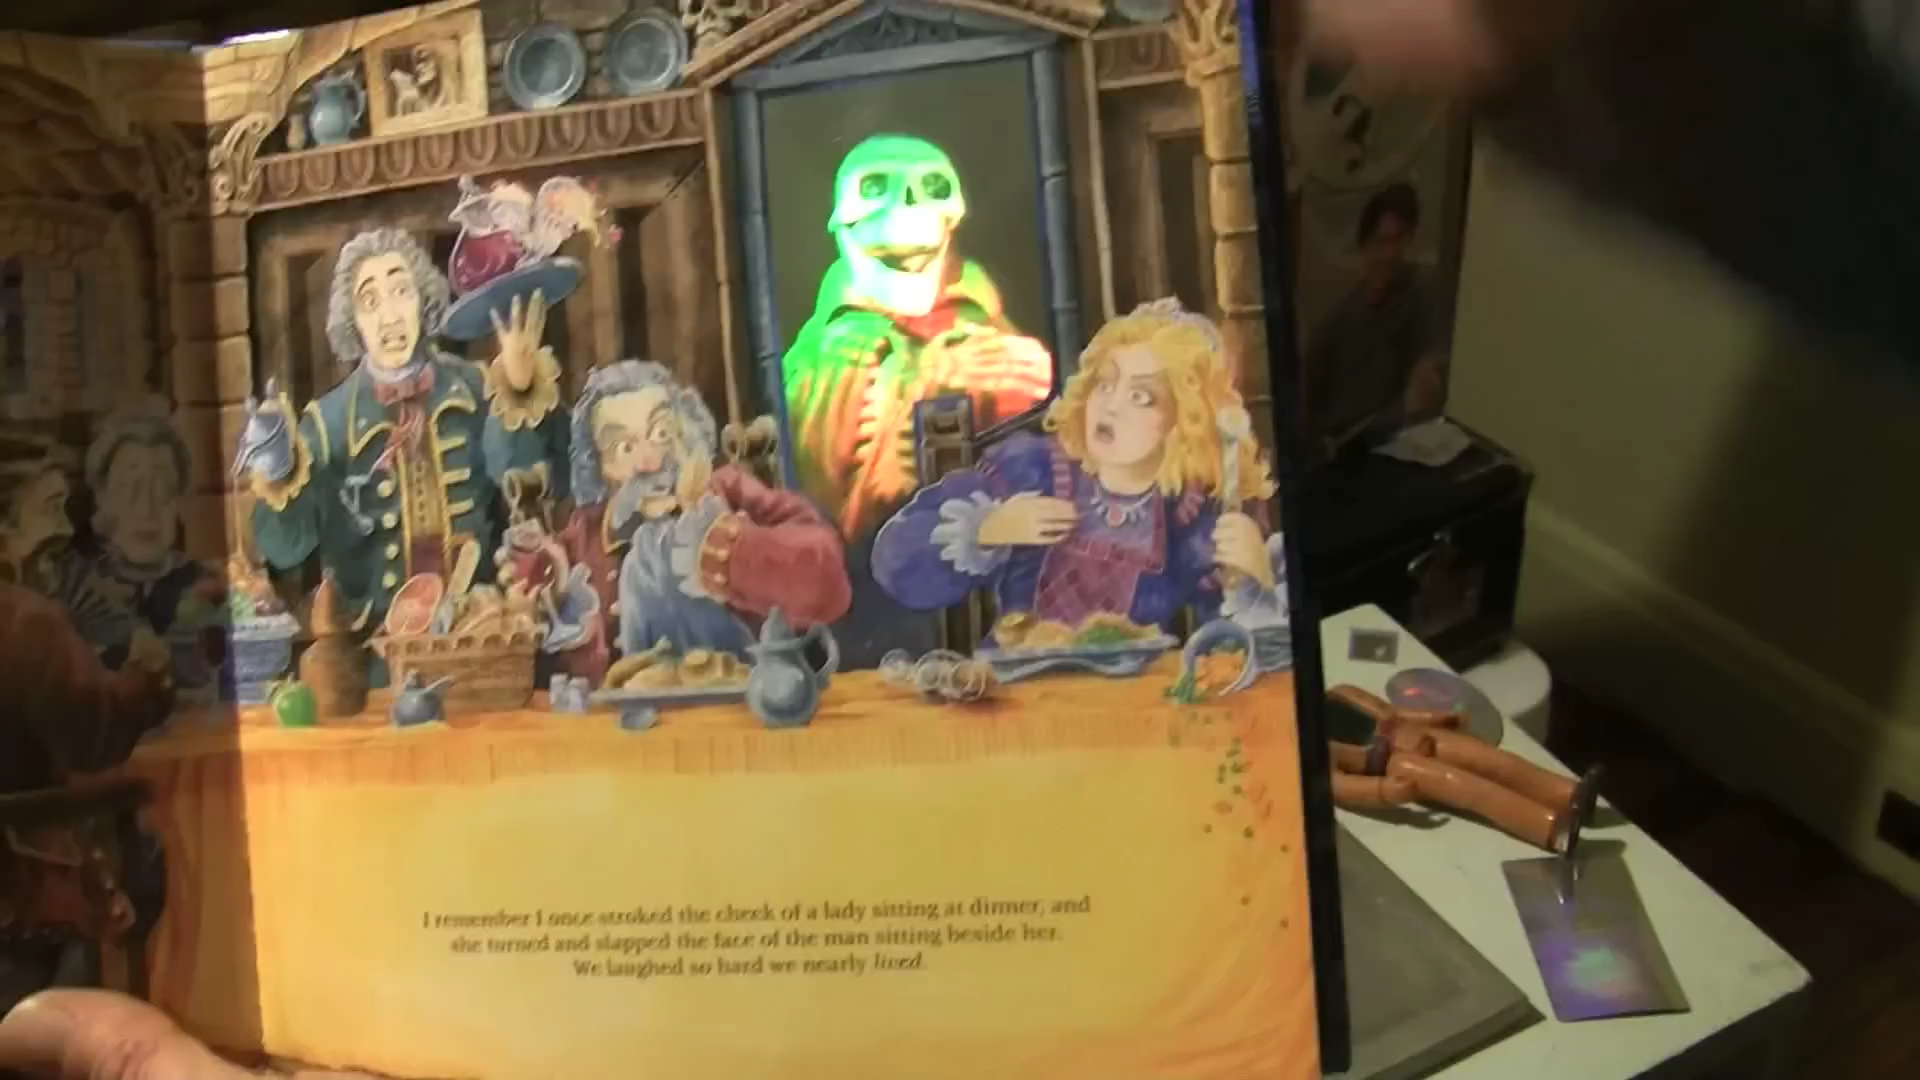 I remember I once stroked the cheek of a lady sitting at dinner, and
she turned and slapped the face of the man sitting beside her.
We laughed so hard we nearly lived.